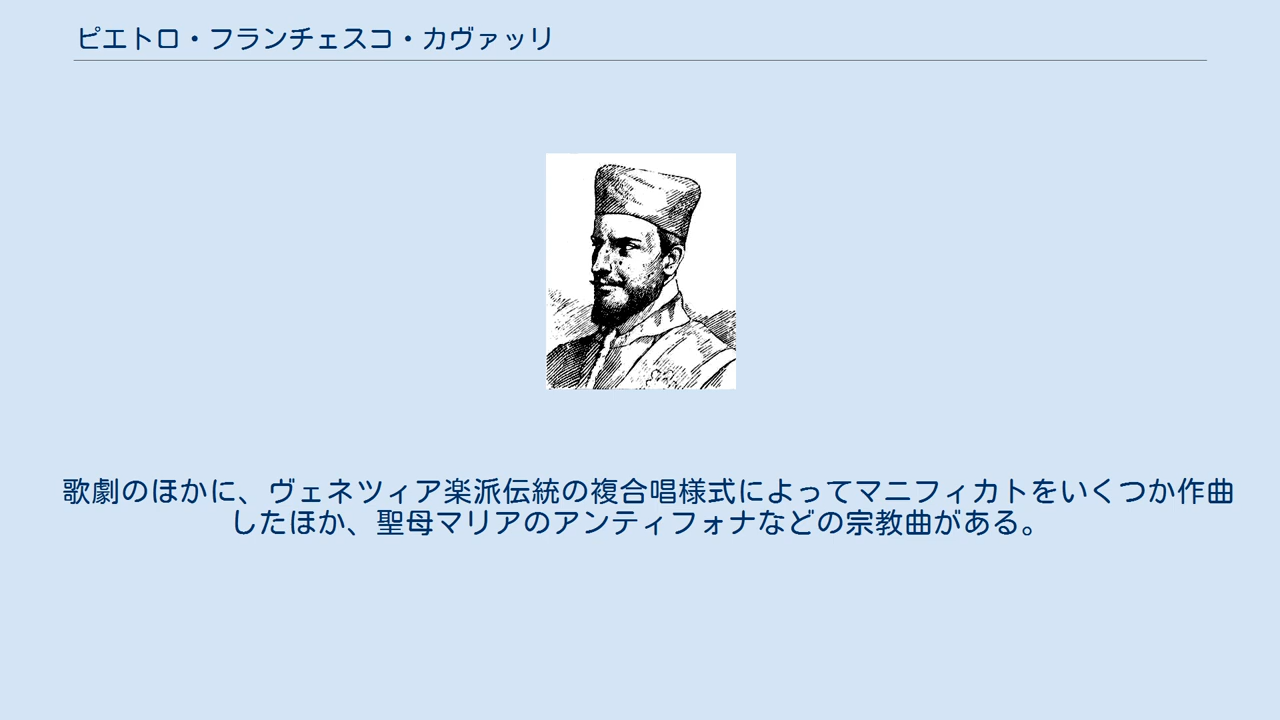 ピエトロ・フランチェスコ・カヴァッリ
歌劇のほかに、ヴェネツィア楽派伝統の複合唱様式によってマニフィカトをいくつか作曲
したほか、聖母マリアのアンティフォナなどの宗教曲がある。